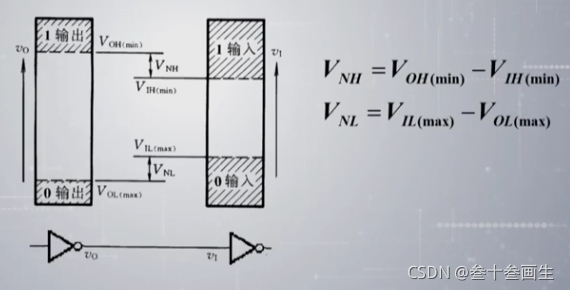 1 输出
1 输入
v_O
v_I
V_OH(min)
V_NH
V_IH(min)
V_NH = V_OH(min) − V_IH(min)
V_NL = V_IL(max) − V_OL(max)
V_IL(max)
V_NL
0 输出
V_OL(max)
0 输入
v_O
v_I
CSDN @叁十叁画生